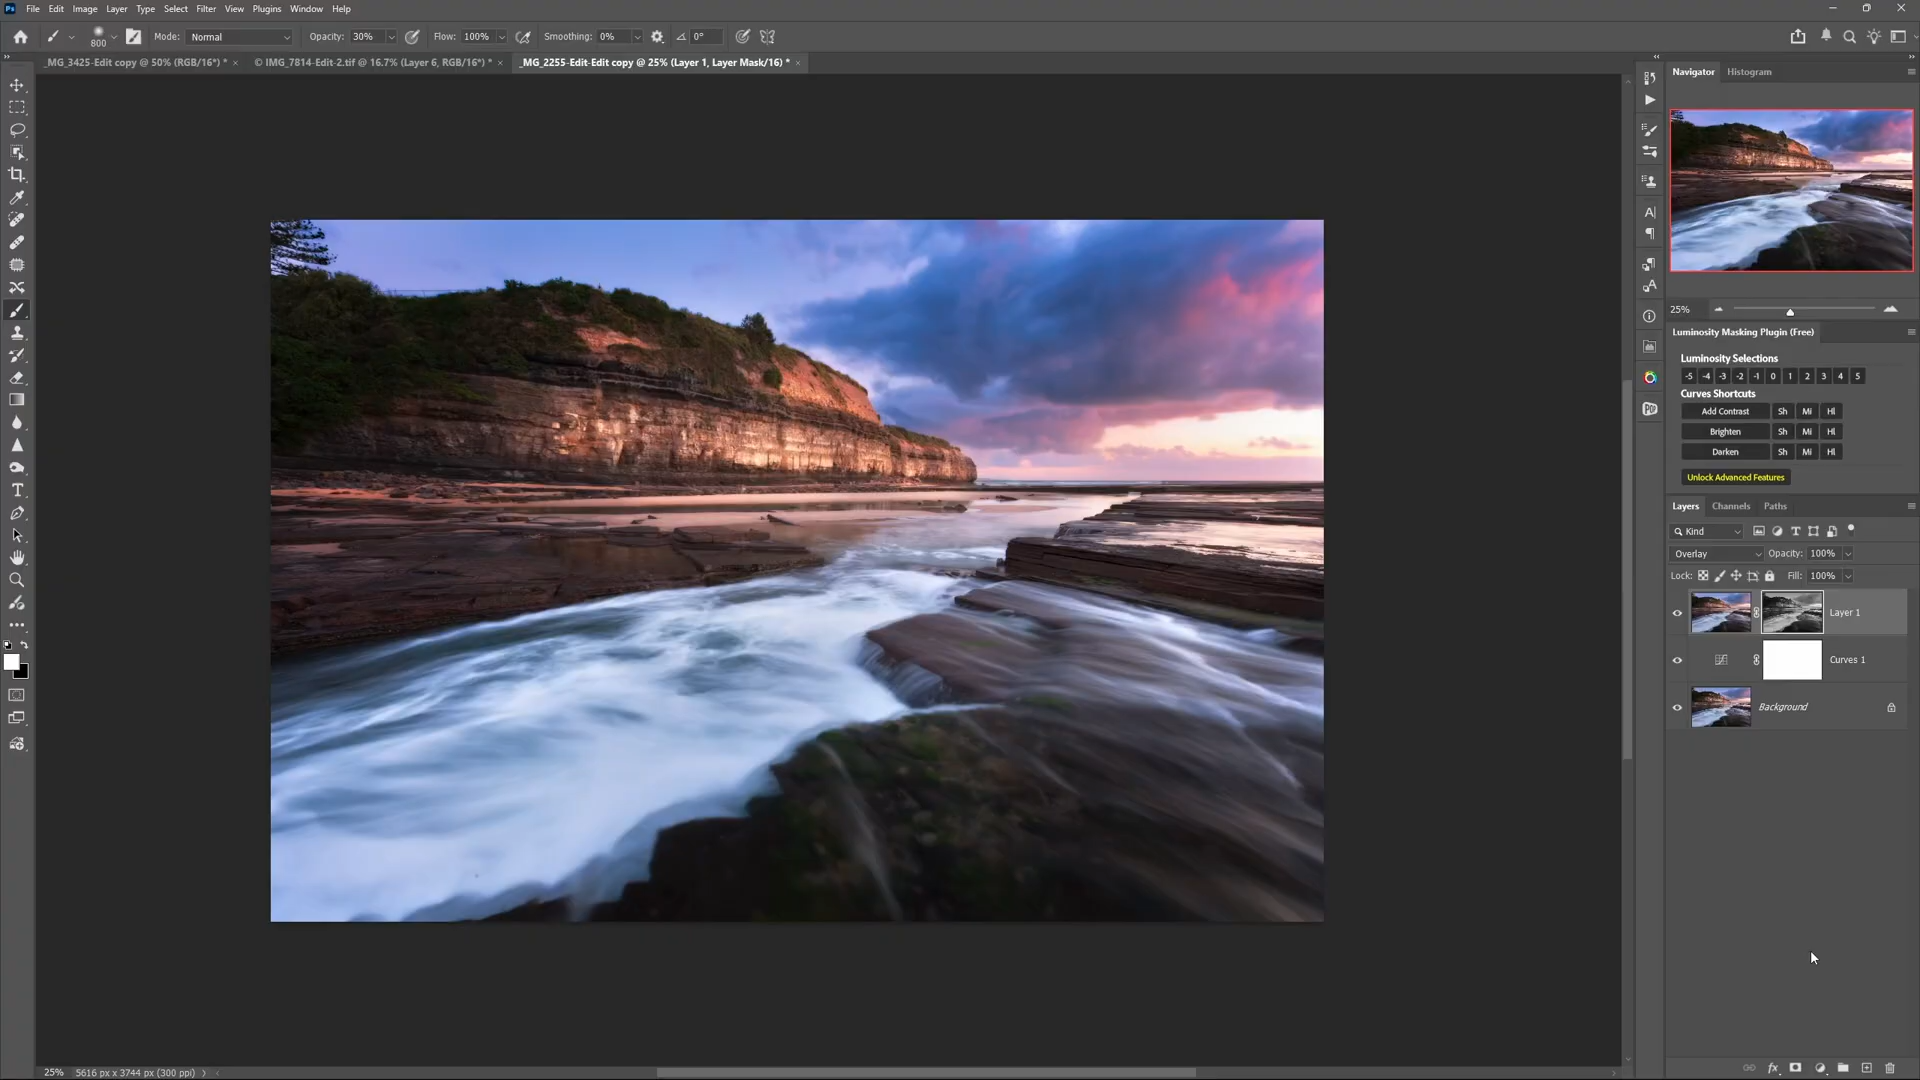 Ps File Edit Image Layer Type Select Filter View Plugins Window Help
800 Mode: Normal Opacity: 30% Flow: 100% Smoothing: 0% 0°
_MG_3425-Edit copy @ 50% (RGB/16*) * × © IMG_7814-Edit-2.tif @ 16.7% (Layer 6, RGB/16*) * × _MG_2255-Edit-Edit copy @ 25% (Layer 1, Layer Mask/16) * ×
Navigator Histogram
25%
Luminosity Masking Plugin (Free)
Luminosity Selections
-5 -4 -3 -2 -1 0 1 2 3 4 5
Curves Shortcuts
Add Contrast Sh Mi Hi
Brighten Sh Mi Hi
Darken Sh Mi Hi
Unlock Advanced Features
Layers Channels Paths
Kind
Overlay Opacity: 100%
Lock: Fill: 100%
Layer 1
Curves 1
Background
fx
25% 5616 px x 3744 px (300 ppi)